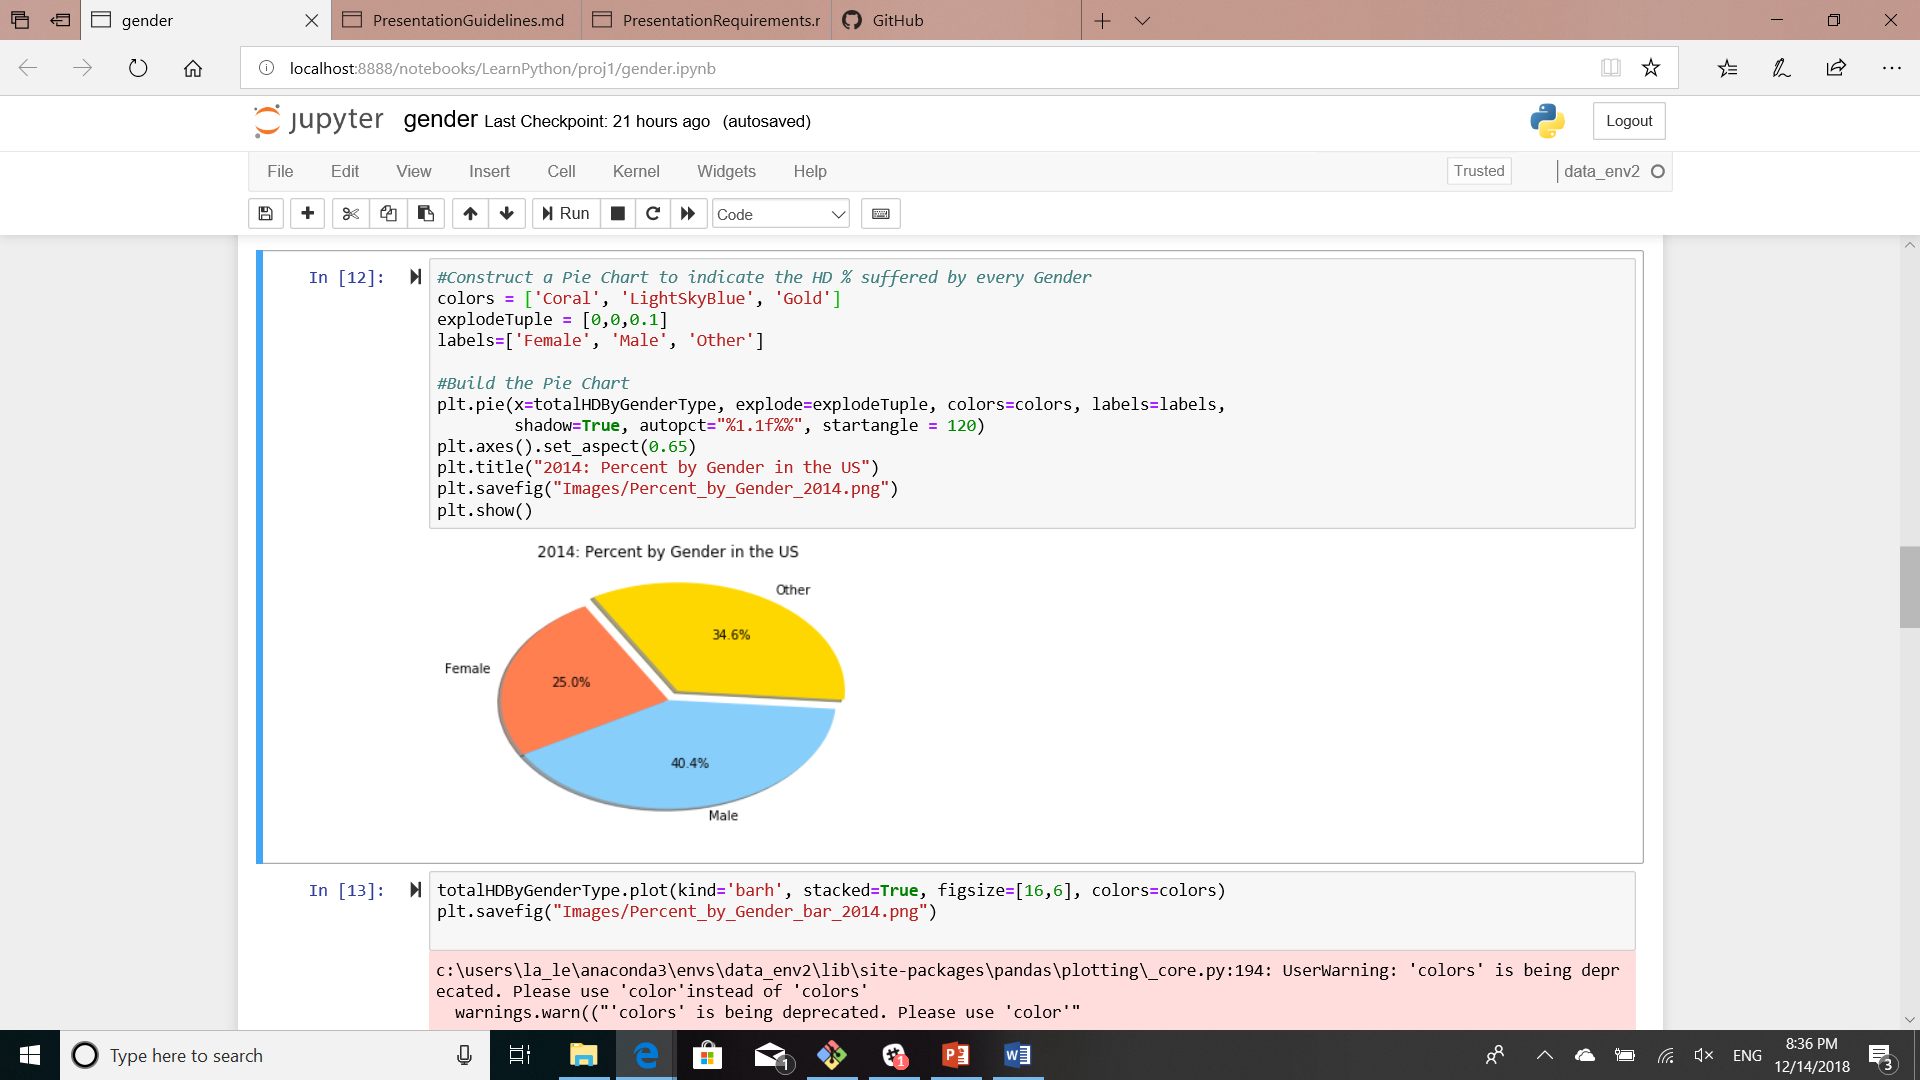 gender
PresentationGuidelines.md
PresentationRequirements.r
GitHub
localhost:8888/notebooks/LearnPython/proj1/gender.ipynb
jupyter gender Last Checkpoint: 21 hours ago (autosaved)
Logout
File Edit View Insert Cell Kernel Widgets Help
Trusted
data_env2
Run
Code
In [12]:
#Construct a Pie Chart to indicate the HD % suffered by every Gender
colors = ['Coral', 'LightSkyBlue', 'Gold']
explodeTuple = [0,0,0.1]
labels=['Female', 'Male', 'Other']
#Build the Pie Chart
plt.pie(x=totalHDByGenderType, explode=explodeTuple, colors=colors, labels=labels,
shadow=True, autopct="%1.1f%%", startangle = 120)
plt.axes().set_aspect(0.65)
plt.title("2014: Percent by Gender in the US")
plt.savefig("Images/Percent_by_Gender_2014.png")
plt.show()
2014: Percent by Gender in the US
Other
34.6%
Female
25.0%
40.4%
Male
In [13]:
totalHDByGenderType.plot(kind='barh', stacked=True, figsize=[16,6], colors=colors)
plt.savefig("Images/Percent_by_Gender_bar_2014.png")
c:\users\la_le\anaconda3\envs\data_env2\lib\site-packages\pandas\plotting\_core.py:194: UserWarning: 'colors' is being depr
ecated. Please use 'color'instead of 'colors'
warnings.warn(("'colors' is being deprecated. Please use 'color'"
Type here to search
1
1
ENG
8:36 PM
12/14/2018
3